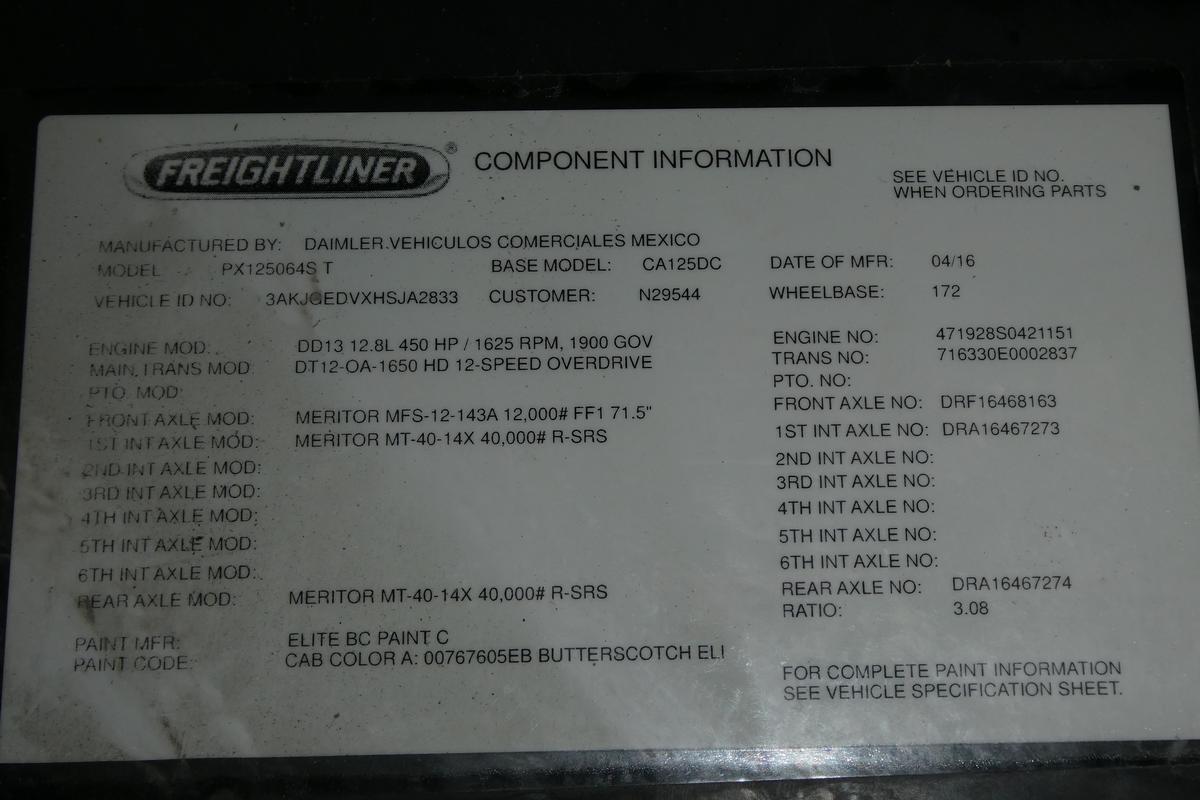 FREIGHTLINER® COMPONENT INFORMATION
SEE VEHICLE ID NO.
WHEN ORDERING PARTS
MANUFACTURED BY: DAIMLER VEHICULOS COMERCIALES MEXICO
MODEL PX125064S T BASE MODEL: CA125DC DATE OF MFR: 04/16
VEHICLE ID NO: 3AKJGEDVXHSJA2833 CUSTOMER: N29544 WHEELBASE: 172
ENGINE MOD: DD13 12.8L 450 HP / 1625 RPM, 1900 GOV ENGINE NO: 471928S0421151
MAIN TRANS MOD: DT12-OA-1650 HD 12-SPEED OVERDRIVE TRANS NO: 716330E0002837
PTO. MOD: PTO. NO:
FRONT AXLE MOD: MERITOR MFS-12-143A 12,000# FF1 71.5" FRONT AXLE NO: DRF16468163
1ST INT AXLE MOD: MERITOR MT-40-14X 40,000# R-SRS 1ST INT AXLE NO: DRA16467273
2ND INT AXLE MOD: 2ND INT AXLE NO:
3RD INT AXLE MOD: 3RD INT AXLE NO:
4TH INT AXLE MOD: 4TH INT AXLE NO:
5TH INT AXLE MOD: 5TH INT AXLE NO:
6TH INT AXLE MOD: 6TH INT AXLE NO:
REAR AXLE MOD: MERITOR MT-40-14X 40,000# R-SRS REAR AXLE NO: DRA16467274
RATIO: 3.08
PAINT MFR: ELITE BC PAINT C
PAINT CODE: CAB COLOR A: 00767605EB BUTTERSCOTCH ELI
FOR COMPLETE PAINT INFORMATION
SEE VEHICLE SPECIFICATION SHEET.